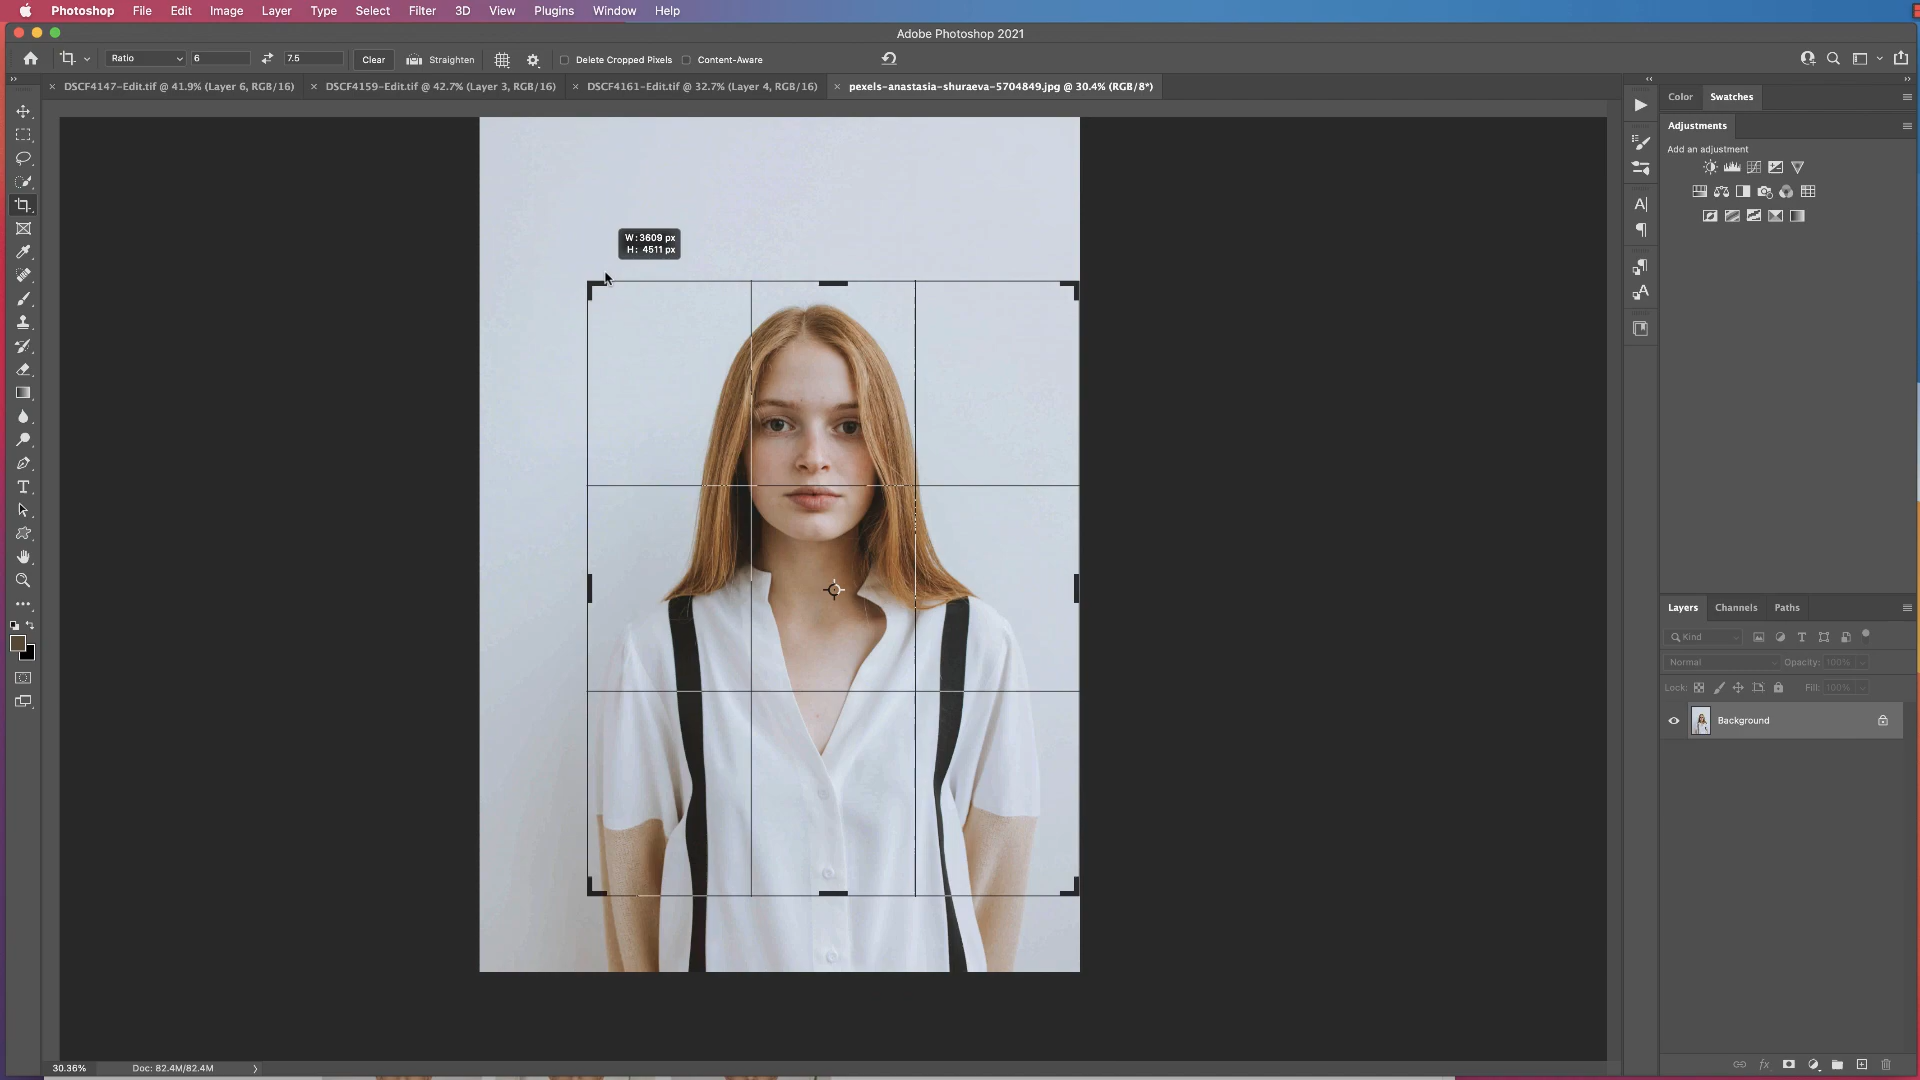 Photoshop File Edit Image Layer Type Select Filter 3D View Plugins Window Help
Adobe Photoshop 2021
Ratio 6 7.5 Clear Straighten Delete Cropped Pixels Content-Aware
DSCF4147-Edit.tif @ 41.9% (Layer 6, RGB/16) DSCF4159-Edit.tif @ 42.7% (Layer 3, RGB/16) DSCF4161-Edit.tif @ 32.7% (Layer 4, RGB/16) pexels-anastasia-shuraeva-5704849.jpg @ 30.4% (RGB/8*)
Color Swatches
Adjustments
Add an adjustment
W: 3609 px
H: 4511 px
Layers Channels Paths
Kind
Normal Opacity: 100%
Lock: Fill: 100%
Background
30.36% Doc: 82.4M/82.4M